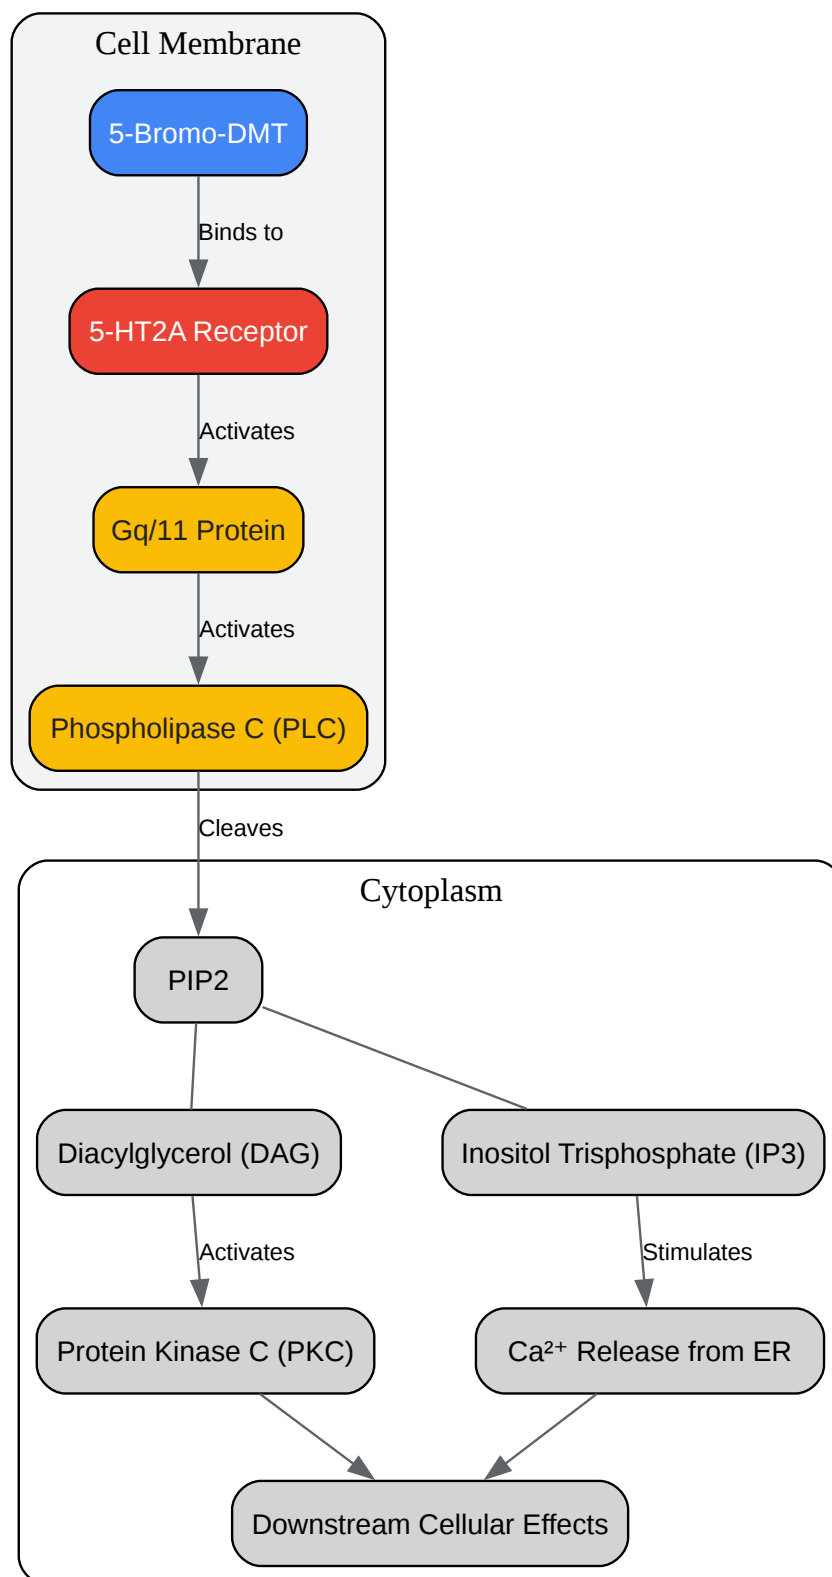 Cell Membrane
5-Bromo-DMT
Binds to
5-HT2A Receptor
Activates
Gq/11 Protein
Activates
Phospholipase C (PLC)
Cleaves
Cytoplasm
PIP2
Diacylglycerol (DAG)
Inositol Trisphosphate (IP3)
Activates
Stimulates
Protein Kinase C (PKC)
Ca²⁺ Release from ER
Downstream Cellular Effects